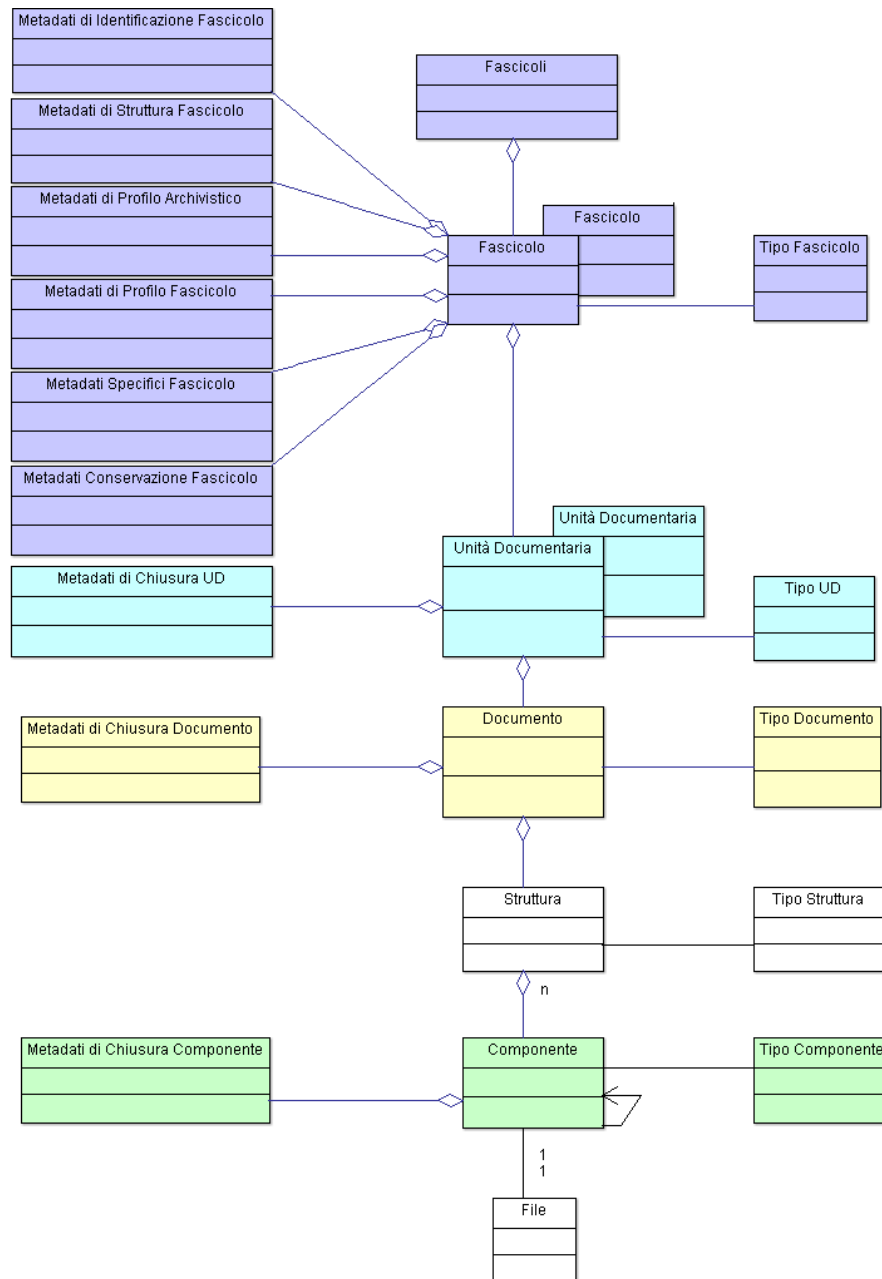 Metadati di Identificazione Fascicolo
Fascicoli
Metadati di Struttura Fascicolo
Metadati di Profilo Archivistico
Fascicolo
Fascicolo
Tipo Fascicolo
Metadati di Profilo Fascicolo
Metadati Specifici Fascicolo
Metadati Conservazione Fascicolo
Unità Documentaria
Unità Documentaria
Metadati di Chiusura UD
Tipo UD
Metadati di Chiusura Documento
Documento
Tipo Documento
Struttura
Tipo Struttura
n
Metadati di Chiusura Componente
Componente
Tipo Componente
1
1
File